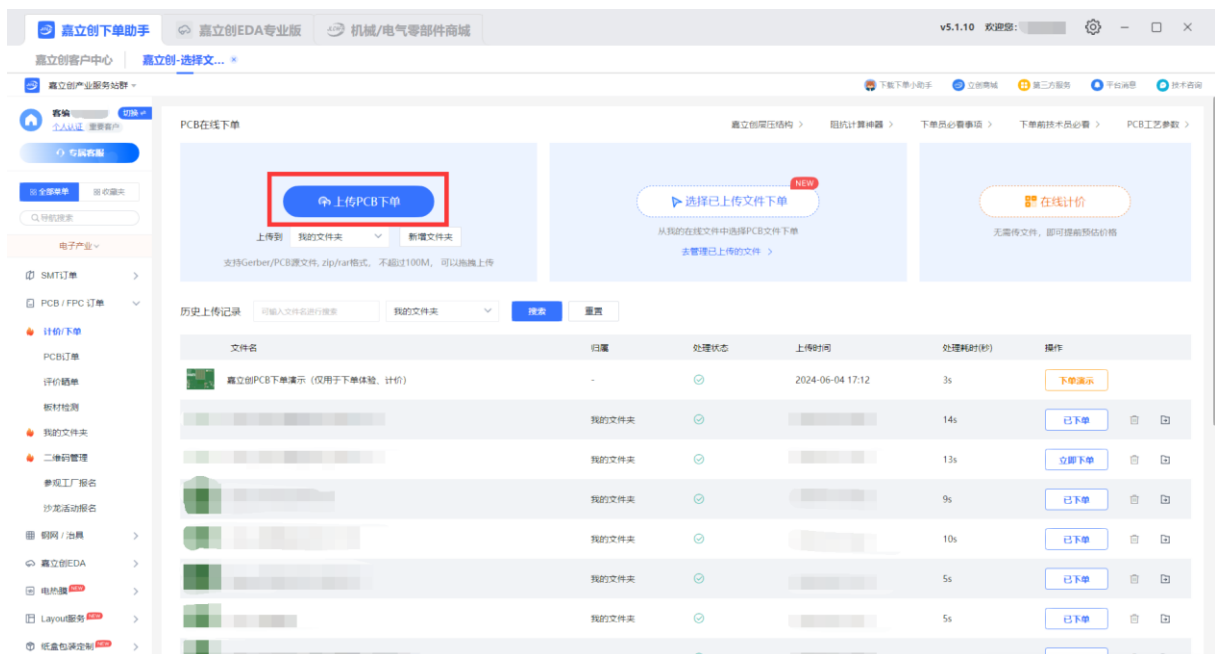 嘉立创下单助手 嘉立创EDA专业版 机械/电气零部件商城 v5.1.10 欢迎您:
嘉立创客户中心 嘉立创-选择文... ×
嘉立创产业服务站群 下载下单小助手 立创商城 第三方服务 平台消息 技术咨询
客编 切换
个人认证 重要客户
专属客服
全部菜单 收藏夹
导航搜索
电子产业
SMT订单
PCB / FPC 订单
计价/下单
PCB订单
评价晒单
板材检测
我的文件夹
二维码管理
参观工厂报名
沙龙活动报名
钢网 / 治具
嘉立创EDA
电热膜 NEW
Layout服务 NEW
纸盒包装定制 NEW
PCB在线下单 嘉立创层压结构 > 阻抗计算神器 > 下单员必看事项 > 下单前技术员必看 > PCB工艺参数 >
上传PCB下单
上传到 我的文件夹 新增文件夹
支持Gerber/PCB源文件, zip/rar格式, 不超过100M, 可以拖拽上传
NEW
选择已上传文件下单
从我的在线文件中选择PCB文件下单
去管理已上传的文件 >
在线计价
无需传文件，即可提前预估价格
历史上传记录 可输入文件名进行搜索 我的文件夹 搜索 重置
文件名 归属 处理状态 上传时间 处理耗时(秒) 操作
嘉立创PCB下单演示（仅用于下单体验、计价） - 2024-06-04 17:12 3s 下单演示
我的文件夹 14s 已下单
我的文件夹 13s 立即下单
我的文件夹 9s 已下单
我的文件夹 10s 已下单
我的文件夹 5s 已下单
我的文件夹 5s 已下单